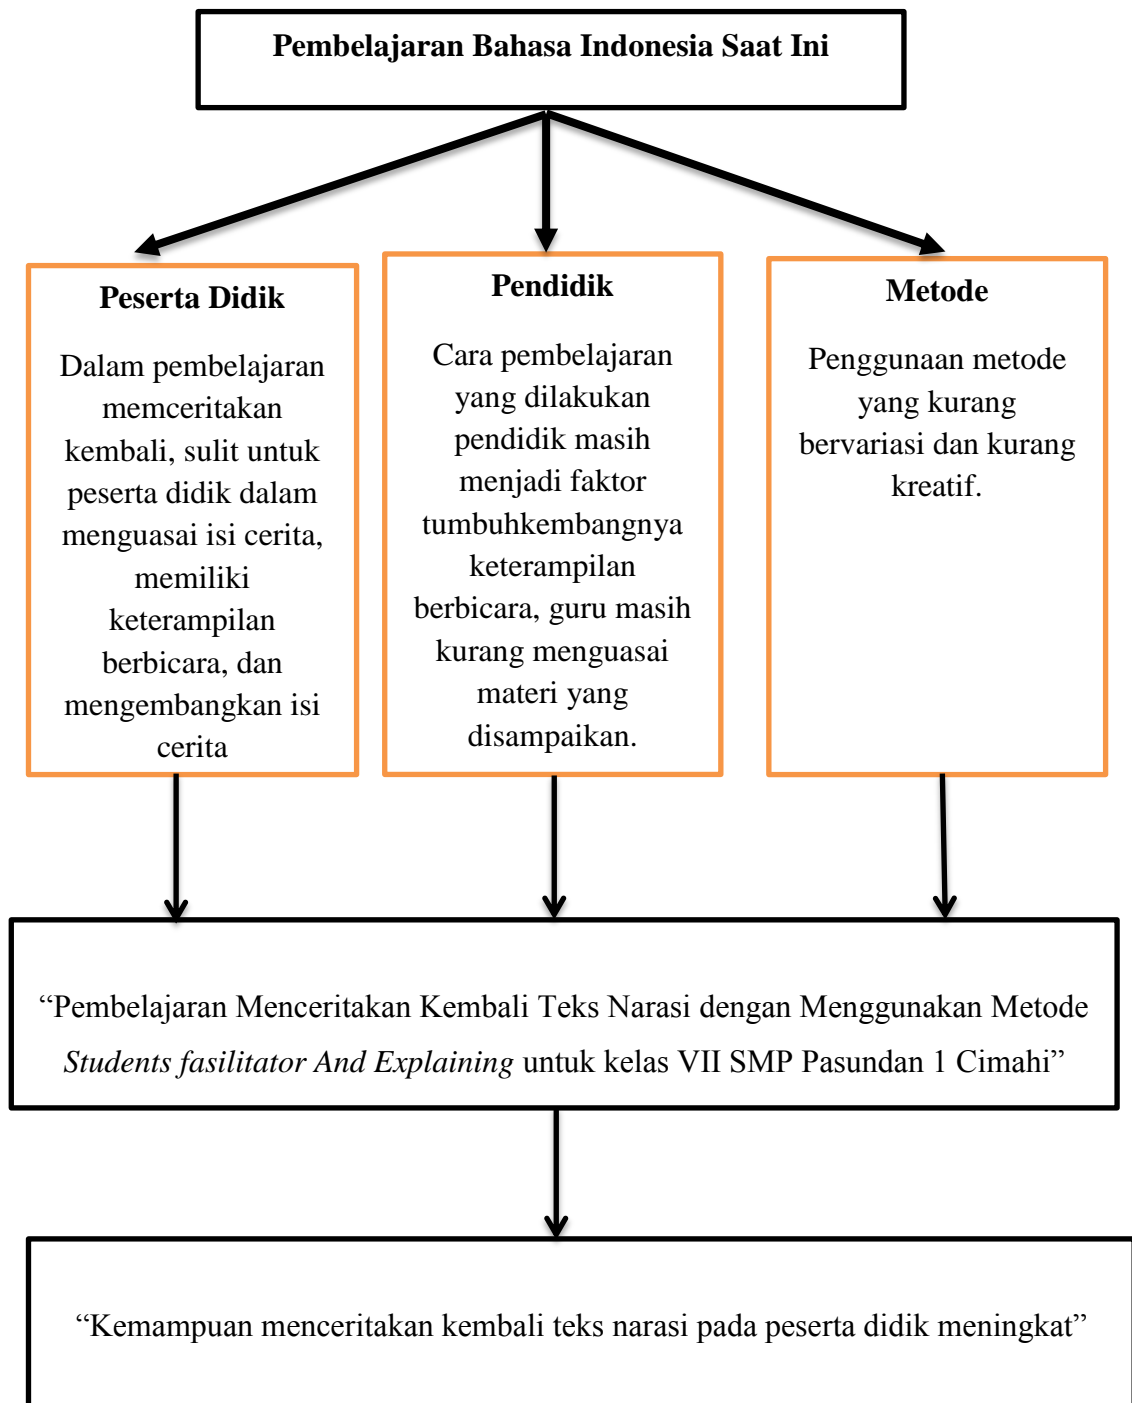 Pembelajaran Bahasa Indonesia Saat Ini
Peserta Didik
Dalam pembelajaran
memceritakan
kembali, sulit untuk
peserta didik dalam
menguasai isi cerita,
memiliki
keterampilan
berbicara, dan
mengembangkan isi
cerita
Pendidik
Cara pembelajaran
yang dilakukan
pendidik masih
menjadi faktor
tumbuhkembangnya
keterampilan
berbicara, guru masih
kurang menguasai
materi yang
disampaikan.
Metode
Penggunaan metode
yang kurang
bervariasi dan kurang
kreatif.
“Pembelajaran Menceritakan Kembali Teks Narasi dengan Menggunakan Metode
Students fasilitator And Explaining untuk kelas VII SMP Pasundan 1 Cimahi”
“Kemampuan menceritakan kembali teks narasi pada peserta didik meningkat”